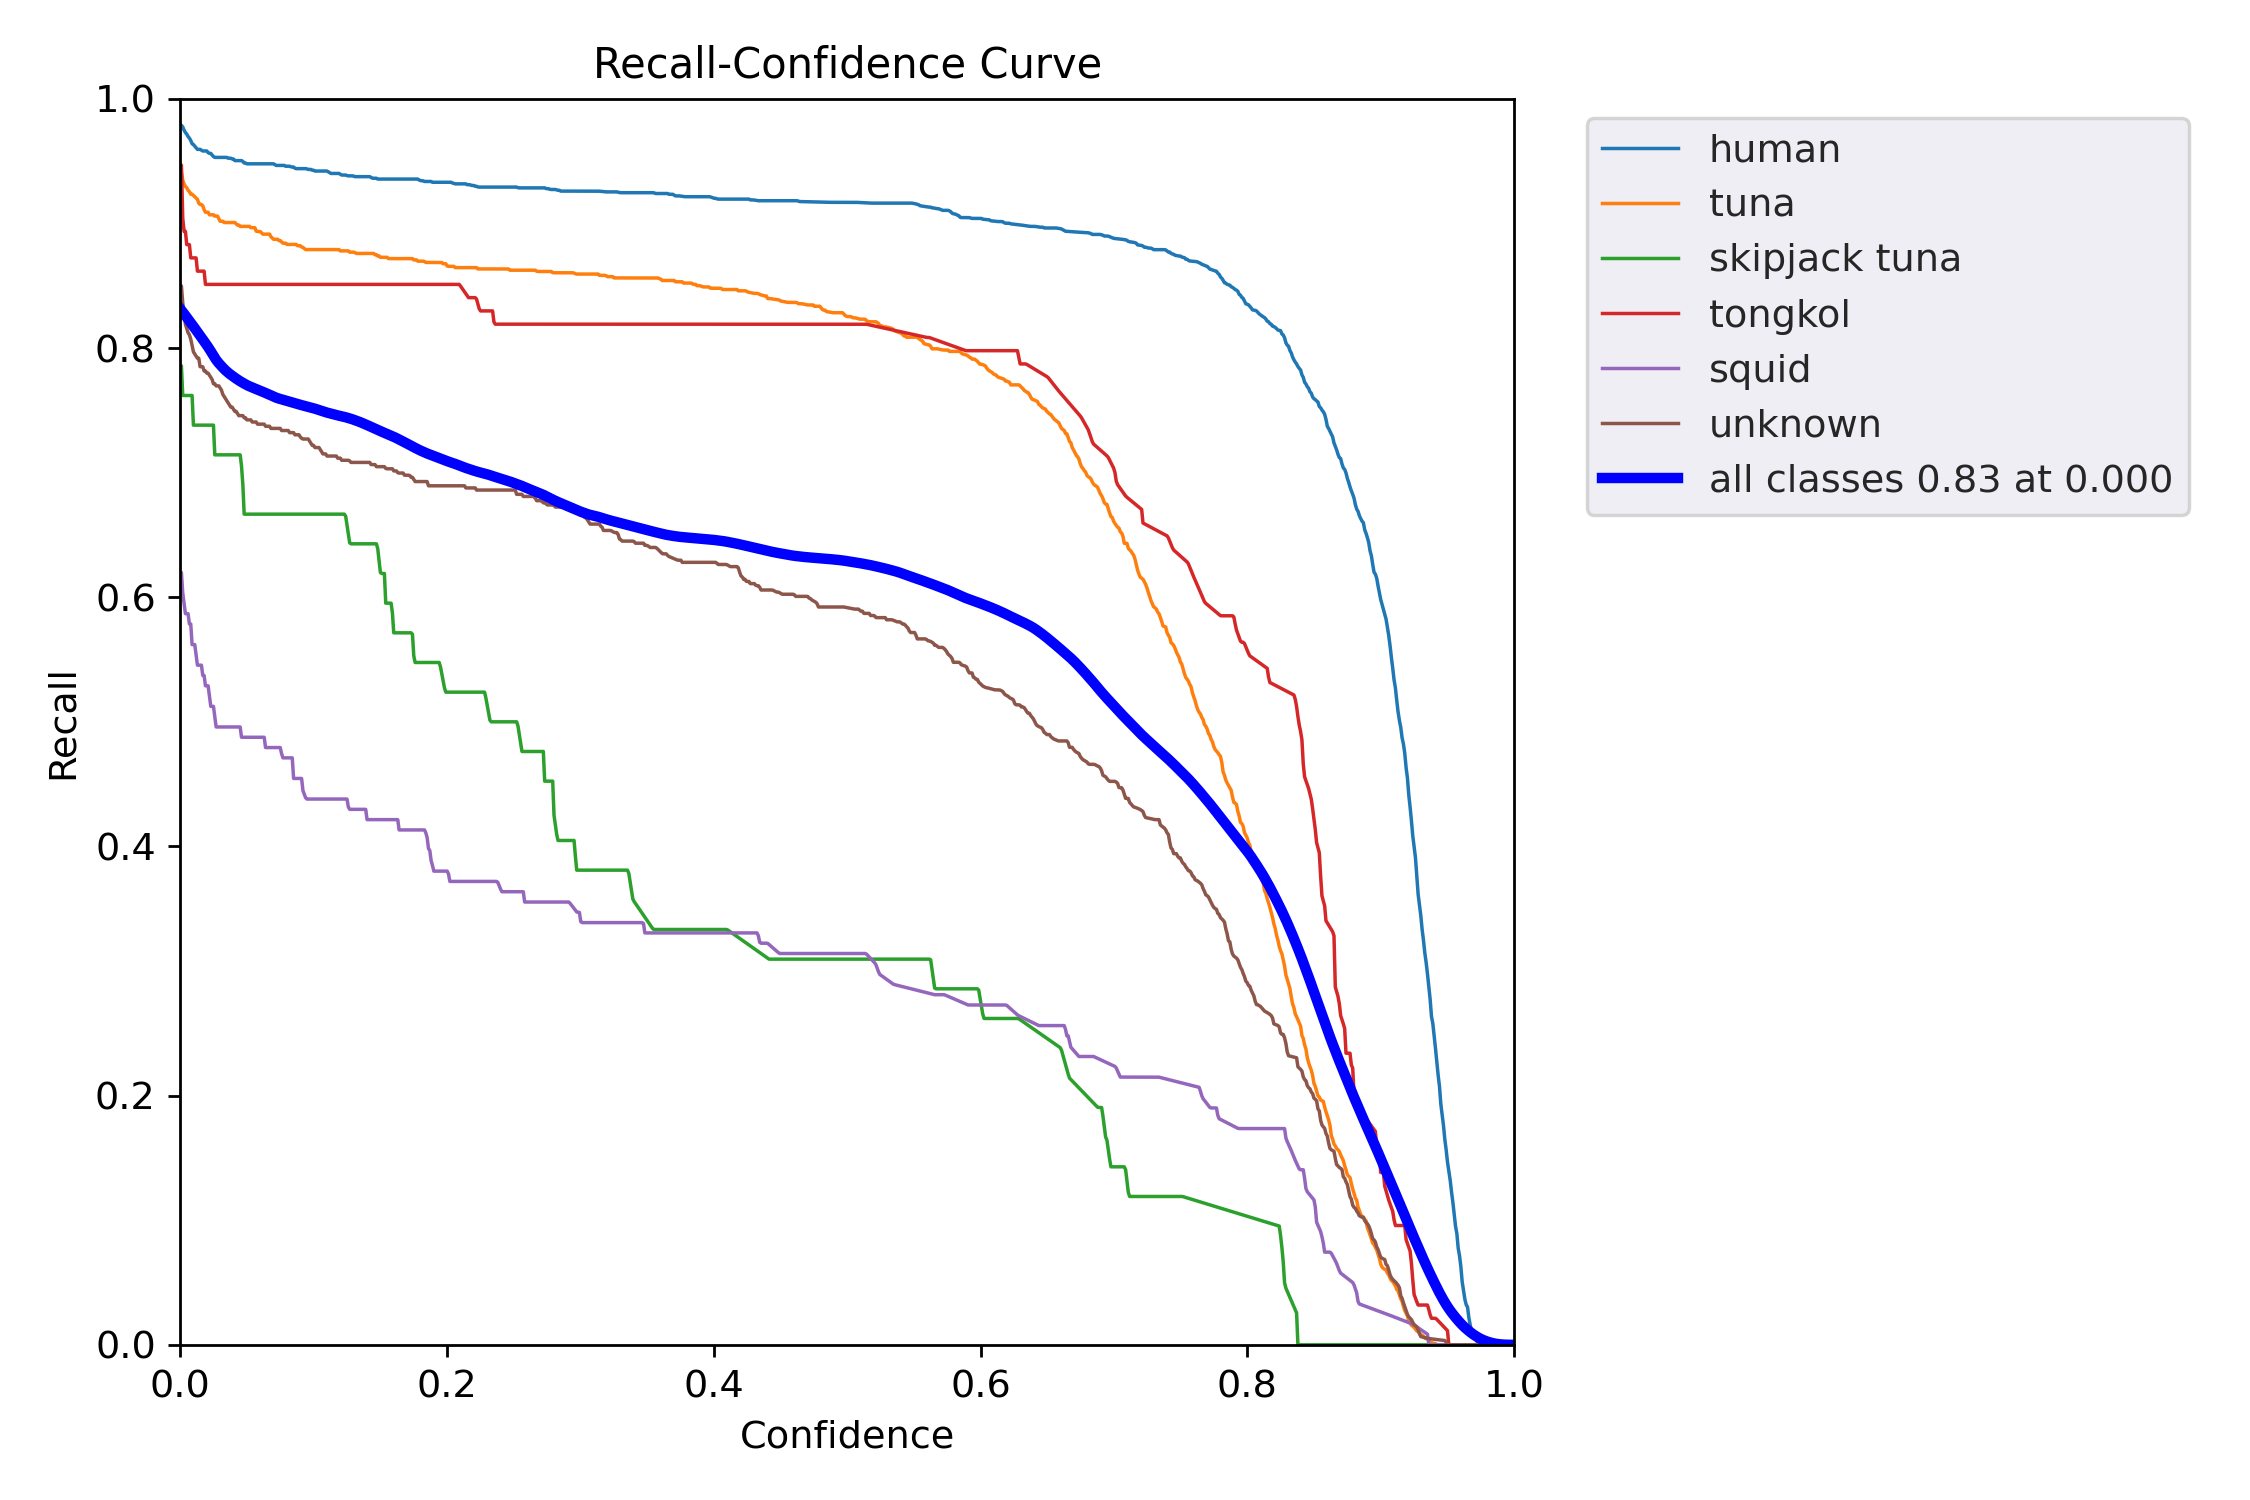 Recall-Confidence Curve
1.0
0.8
0.6
0.4
0.2
0.0
Recall
0.0 0.2 0.4 0.6 0.8 1.0
Confidence
human
tuna
skipjack tuna
tongkol
squid
unknown
all classes 0.83 at 0.000